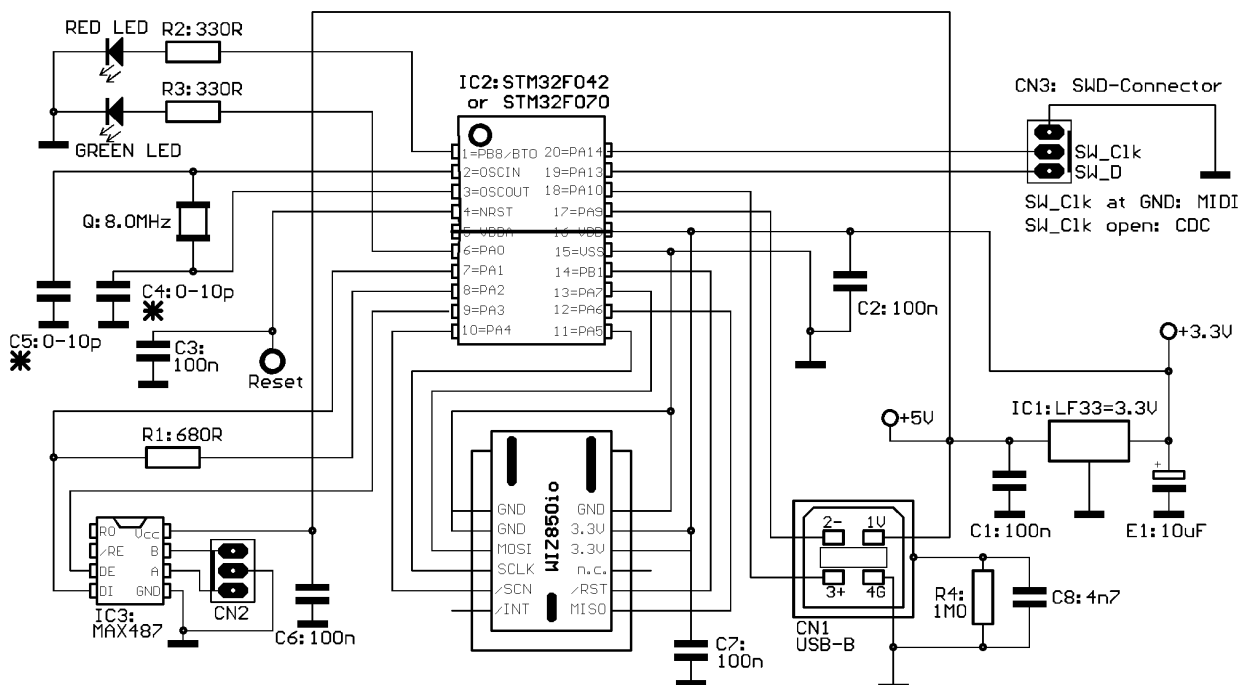 RED LED
R2:330R
R3:330R
GREEN LED
IC2:STM32F042
or STM32F070
1=PB8/BTO
2=OSCIN
3=OSCOUT
4=NRST
5=VDDA
6=PA0
7=PA1
8=PA2
9=PA3
10=PA4
20=PA14
19=PA13
18=PA10
17=PA9
16=VDD
15=VSS
14=PB1
13=PA7
12=PA6
11=PA5
CN3: SWD-Connector
SW_Clk
SW_D
SW_Clk at GND: MIDI
SW_Clk open: CDC
Q:8.0MHz
C4:0-10p
C5:0-10p
C3:
100n
Reset
C2:100n
+3.3V
IC1:LF33=3.3V
+5V
+
C1:100n
E1:10uF
R1:680R
RO
/RE
DE
DI
Vcc
B
A
GND
IC3:
MAX487
CN2
C6:100n
WIZ850io
GND
GND
MOSI
SCLK
/SCN
/INT
GND
3.3V
3.3V
n.c.
/RST
MISO
C7:
100n
2-
1V
3+
4G
CN1
USB-B
R4:
1M0
C8:4n7